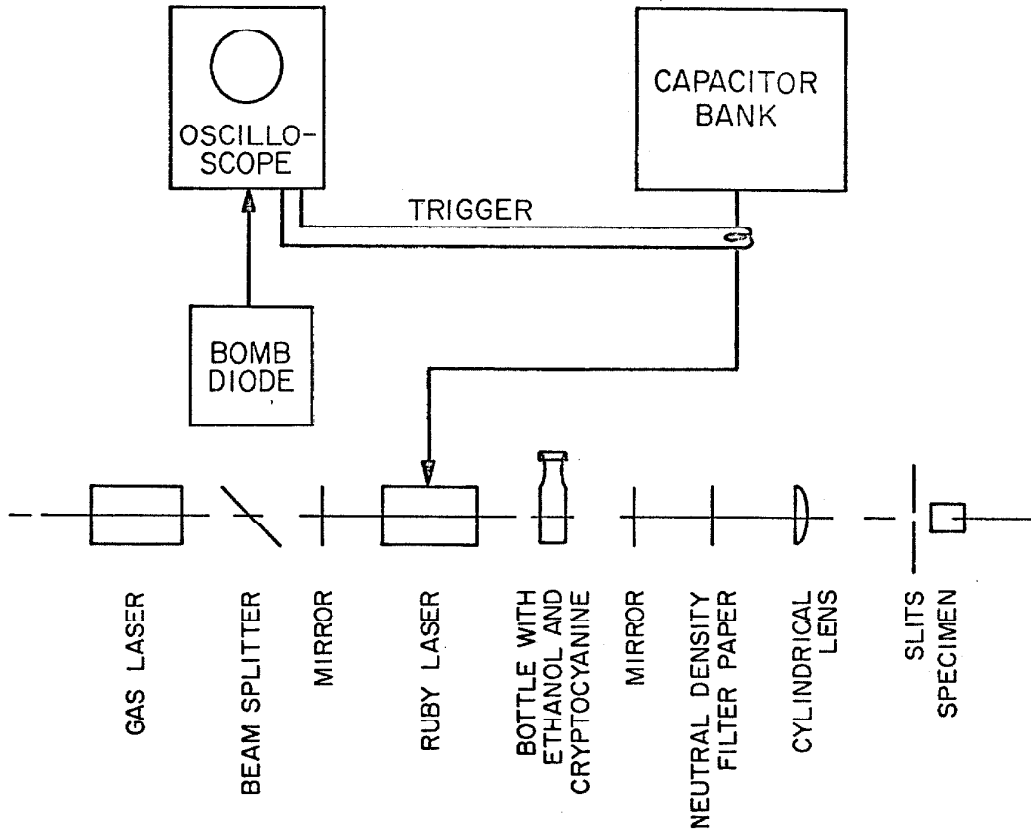 OSCILLO-
SCOPE
CAPACITOR
BANK
TRIGGER
BOMB
DIODE
GAS LASER
BEAM SPLITTER
MIRROR
RUBY LASER
BOTTLE WITH
ETHANOL AND
CRYPTOCYANINE
MIRROR
NEUTRAL DENSITY
FILTER PAPER
CYLINDRICAL
LENS
SLITS
SPECIMEN